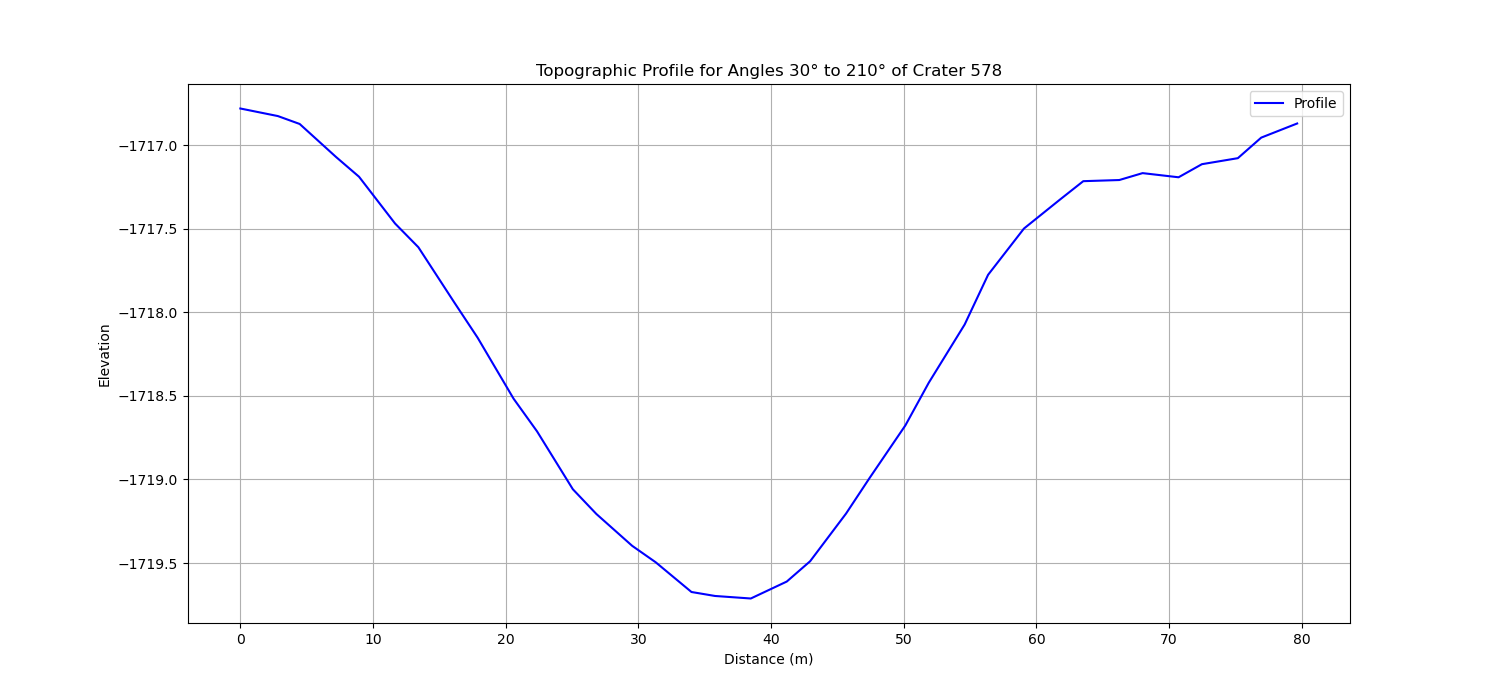 Topographic Profile for Angles 30° to 210° of Crater 578
Profile
−1717.0
−1717.5
−1718.0
−1718.5
−1719.0
−1719.5
Elevation
0 10 20 30 40 50 60 70 80
Distance (m)